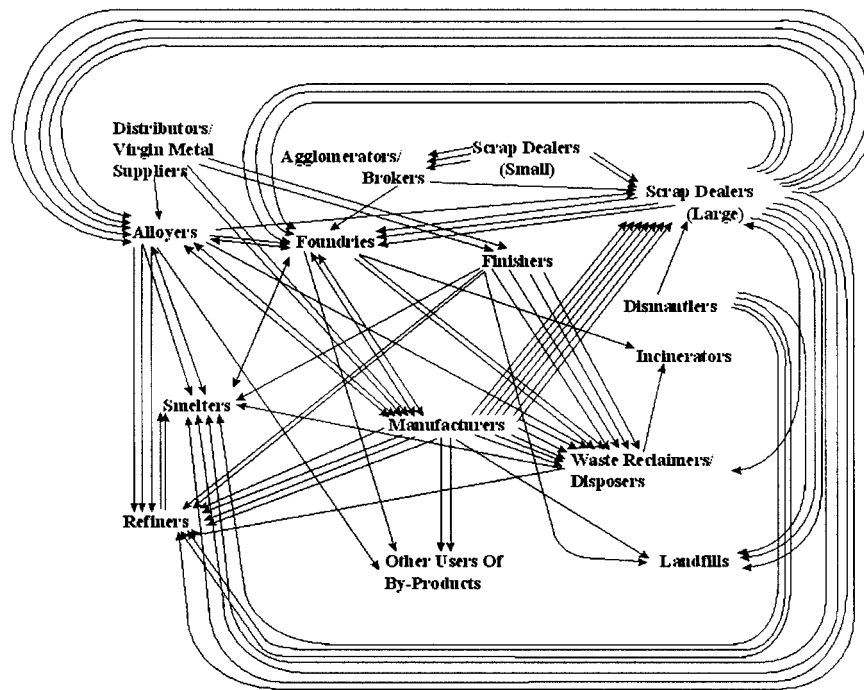 Distributors/
Virgin Metal
Suppliers
Agglomerators/
Brokers
Scrap Dealers
(Small)
Scrap Dealers
(Large)
Alloyers
Foundries
Finishers
Dismantlers
Incinerators
Smelters
Manufacturers
Waste Reclaimers/
Disposers
Refiners
Other Users Of
By-Products
Landfills